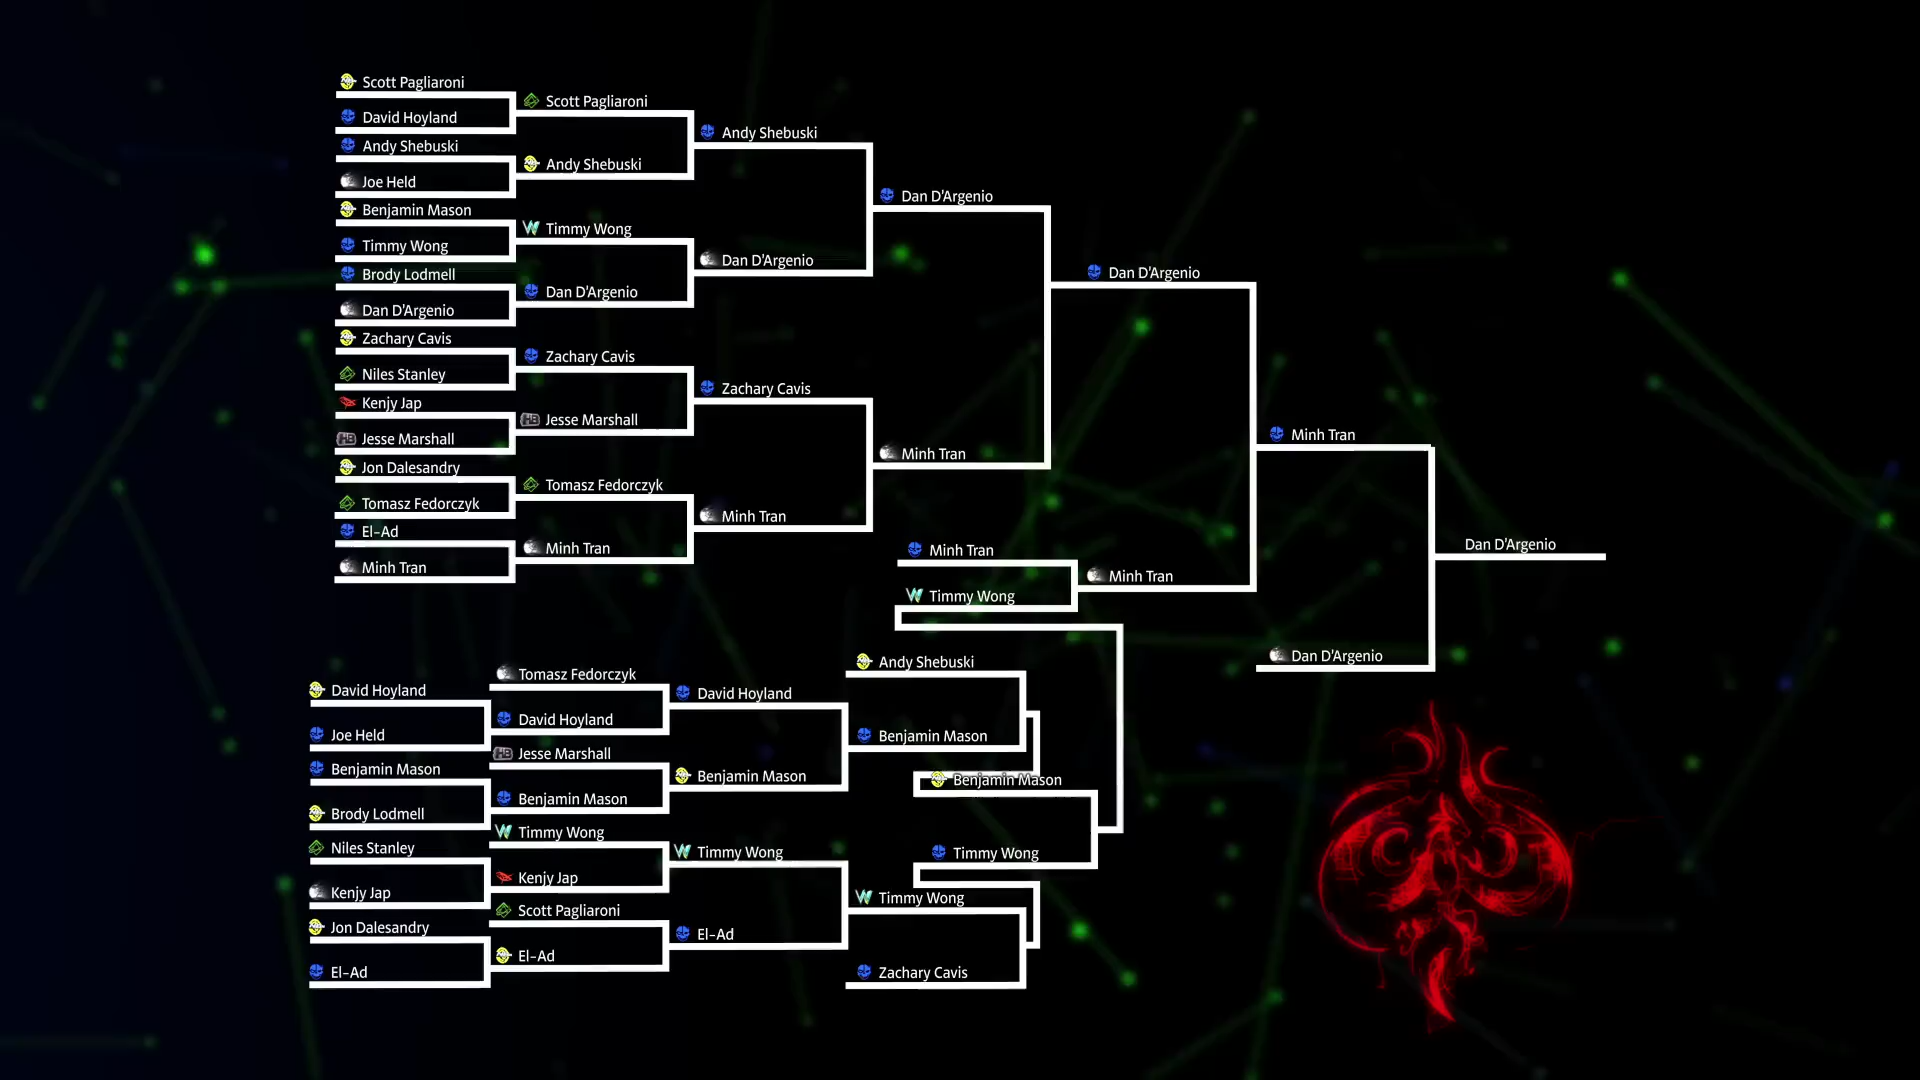 Scott Pagliaroni
David Hoyland
Andy Shebuski
Joe Held
Benjamin Mason
Timmy Wong
Brody Lodmell
Dan D'Argenio
Zachary Cavis
Niles Stanley
Kenjy Jap
Jesse Marshall
Jon Dalesandry
Tomasz Fedorczyk
El-Ad
Minh Tran
Scott Pagliaroni
Andy Shebuski
Timmy Wong
Dan D'Argenio
Zachary Cavis
Jesse Marshall
Tomasz Fedorczyk
Minh Tran
Andy Shebuski
Dan D'Argenio
Zachary Cavis
Minh Tran
Dan D'Argenio
Minh Tran
Dan D'Argenio
Minh Tran
Timmy Wong
Minh Tran
Minh Tran
Dan D'Argenio
Dan D'Argenio
David Hoyland
Joe Held
Benjamin Mason
Brody Lodmell
Niles Stanley
Kenjy Jap
Jon Dalesandry
El-Ad
Tomasz Fedorczyk
David Hoyland
Jesse Marshall
HB
Benjamin Mason
Timmy Wong
Kenjy Jap
Scott Pagliaroni
El-Ad
David Hoyland
Benjamin Mason
Timmy Wong
El-Ad
Andy Shebuski
Benjamin Mason
Timmy Wong
Zachary Cavis
Benjamin Mason
Timmy Wong